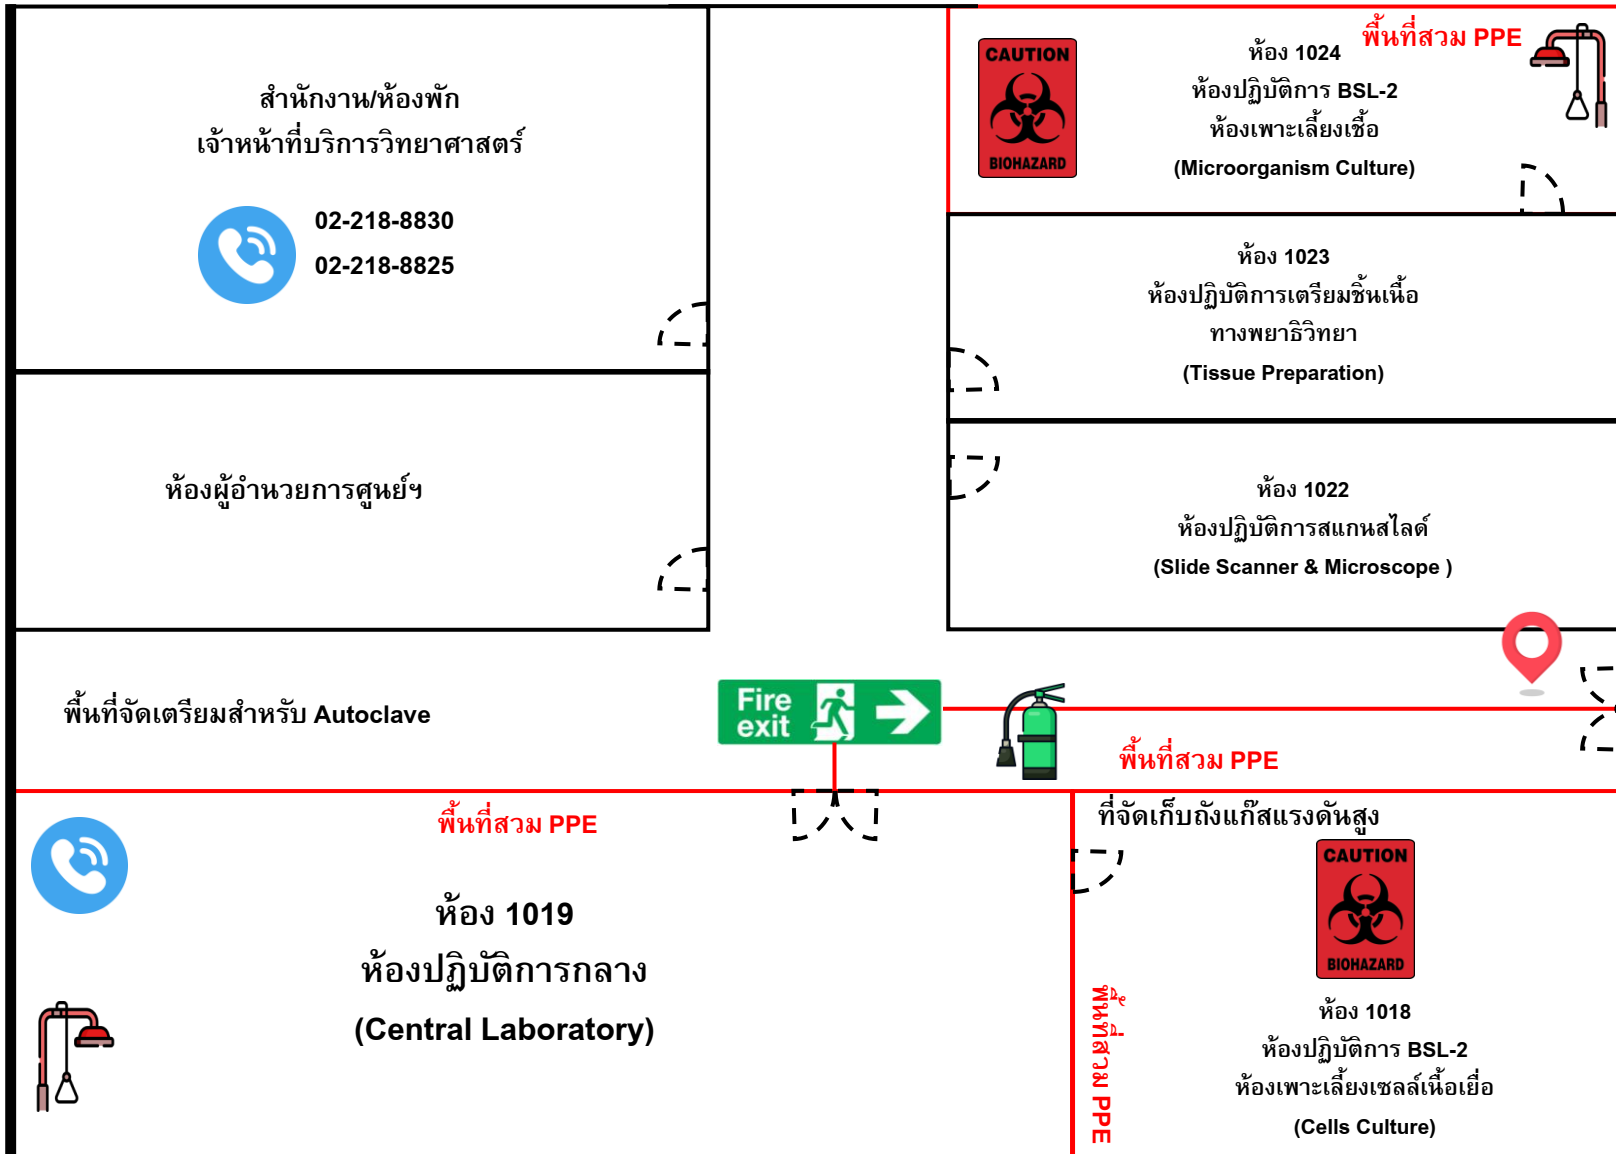 สำนักงาน/ห้องพัก
เจ้าหน้าที่บริการวิทยาศาสตร์
02-218-8830
02-218-8825
CAUTION
BIOHAZARD
ห้อง 1024
ห้องปฏิบัติการ BSL-2
ห้องเพาะเลี้ยงเชื้อ
(Microorganism Culture)
พื้นที่สวม PPE
ห้อง 1023
ห้องปฏิบัติการเตรียมชิ้นเนื้อ
ทางพยาธิวิทยา
(Tissue Preparation)
ห้องผู้อำนวยการศูนย์ฯ
ห้อง 1022
ห้องปฏิบัติการสแกนสไลด์
(Slide Scanner & Microscope )
พื้นที่จัดเตรียมสำหรับ Autoclave
Fire
exit
พื้นที่สวม PPE
พื้นที่สวม PPE
ห้อง 1019
ห้องปฏิบัติการกลาง
(Central Laboratory)
ที่จัดเก็บถังแก๊สแรงดันสูง
CAUTION
BIOHAZARD
พื้นที่สวม PPE
ห้อง 1018
ห้องปฏิบัติการ BSL-2
ห้องเพาะเลี้ยงเซลล์เนื้อเยื่อ
(Cells Culture)